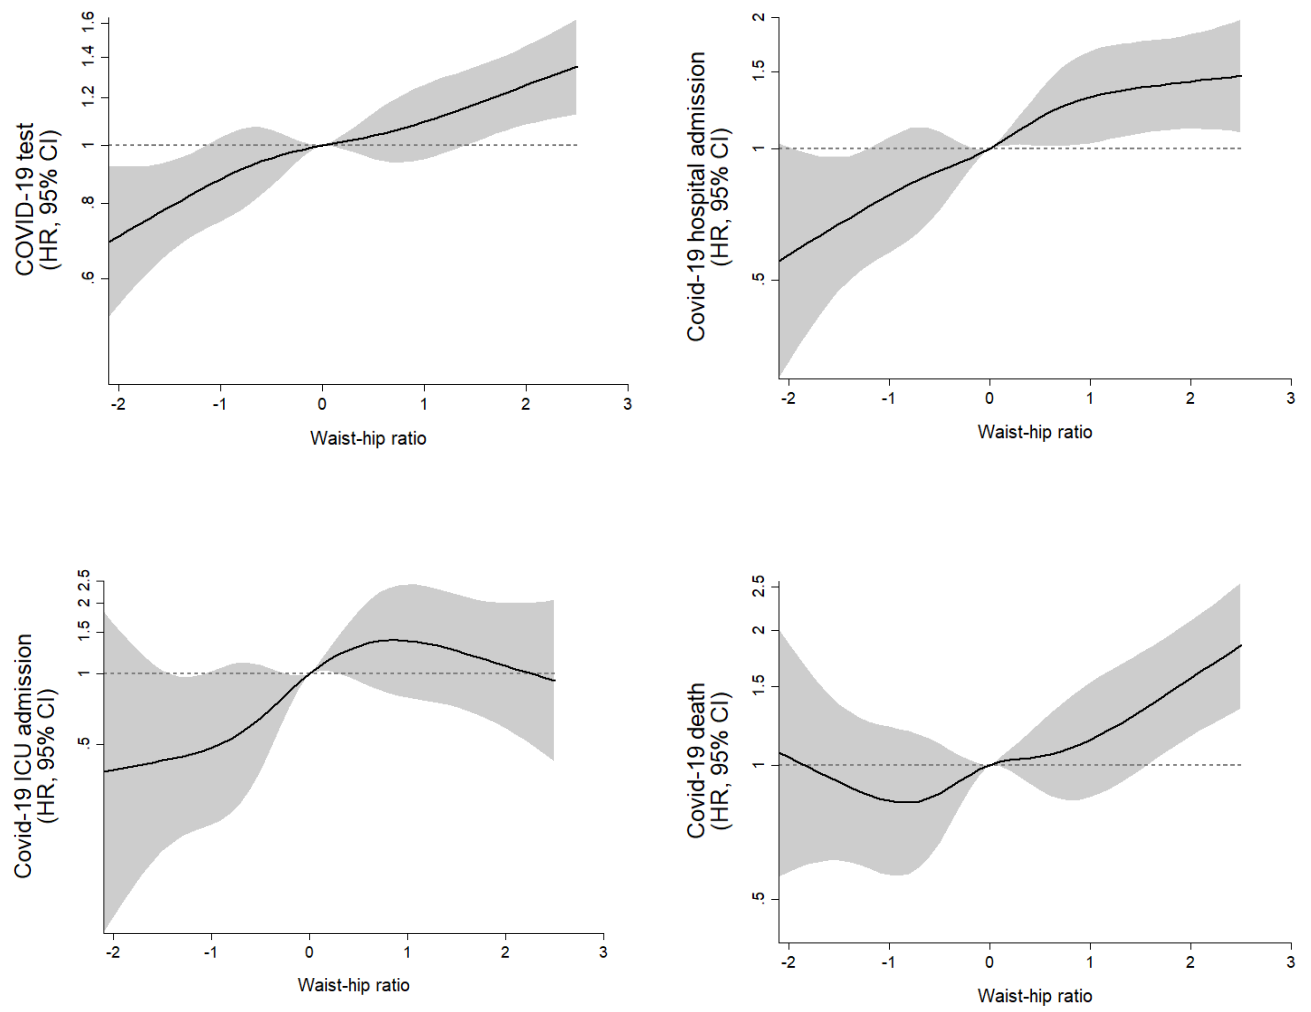 COVID-19 test
(HR, 95% CI)
1.6
1.4
1.2
1
.8
.6
-2 -1 0 1 2 3
Waist-hip ratio
Covid-19 hospital admission
(HR, 95% CI)
2
1.5
1
.5
-2 -1 0 1 2 3
Waist-hip ratio
Covid-19 ICU admission
(HR, 95% CI)
2.5
2
1.5
1
.5
-2 -1 0 1 2 3
Waist-hip ratio
Covid-19 death
(HR, 95% CI)
2.5
2
1.5
1
.5
-2 -1 0 1 2 3
Waist-hip ratio